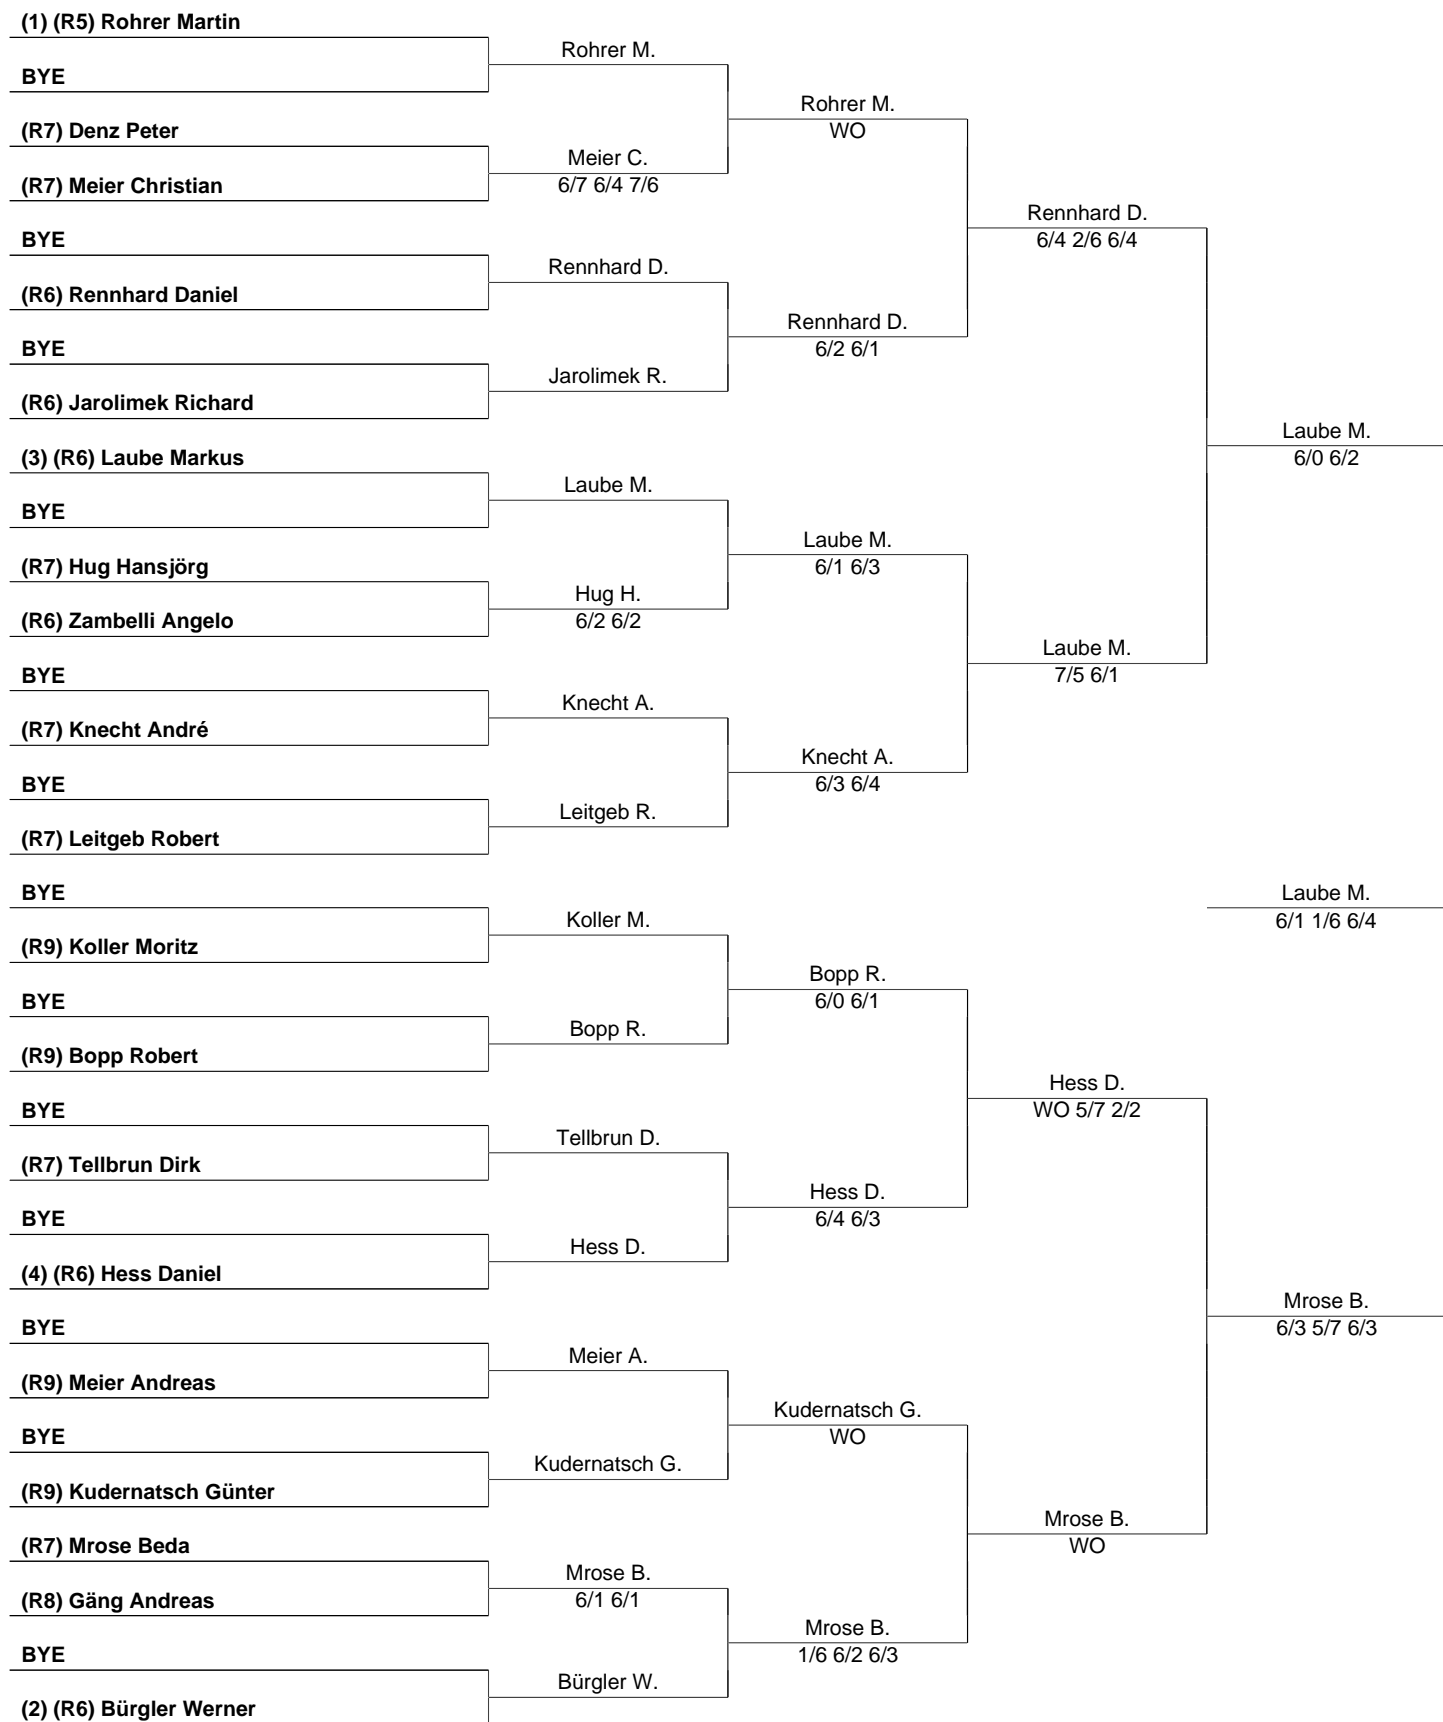 (1) (R5) Rohrer Martin
BYE
(R7) Denz Peter
(R7) Meier Christian
BYE
(R6) Rennhard Daniel
BYE
(R6) Jarolimek Richard
(3) (R6) Laube Markus
BYE
(R7) Hug Hansjörg
(R6) Zambelli Angelo
BYE
(R7) Knecht André
BYE
(R7) Leitgeb Robert
BYE
(R9) Koller Moritz
BYE
(R9) Bopp Robert
BYE
(R7) Tellbrun Dirk
BYE
(4) (R6) Hess Daniel
BYE
(R9) Meier Andreas
BYE
(R9) Kudernatsch Günter
(R7) Mrose Beda
(R8) Gäng Andreas
BYE
(2) (R6) Bürgler Werner
Rohrer M.
Meier C.
6/7 6/4 7/6
Rennhard D.
Jarolimek R.
Laube M.
Hug H.
6/2 6/2
Knecht A.
Leitgeb R.
Koller M.
Bopp R.
Tellbrun D.
Hess D.
Meier A.
Kudernatsch G.
Mrose B.
6/1 6/1
Bürgler W.
Rohrer M.
WO
Rennhard D.
6/2 6/1
Laube M.
6/1 6/3
Knecht A.
6/3 6/4
Bopp R.
6/0 6/1
Hess D.
6/4 6/3
Kudernatsch G.
WO
Mrose B.
1/6 6/2 6/3
Rennhard D.
6/4 2/6 6/4
Laube M.
7/5 6/1
Hess D.
WO 5/7 2/2
Mrose B.
WO
Laube M.
6/0 6/2
Laube M.
6/1 1/6 6/4
Mrose B.
6/3 5/7 6/3